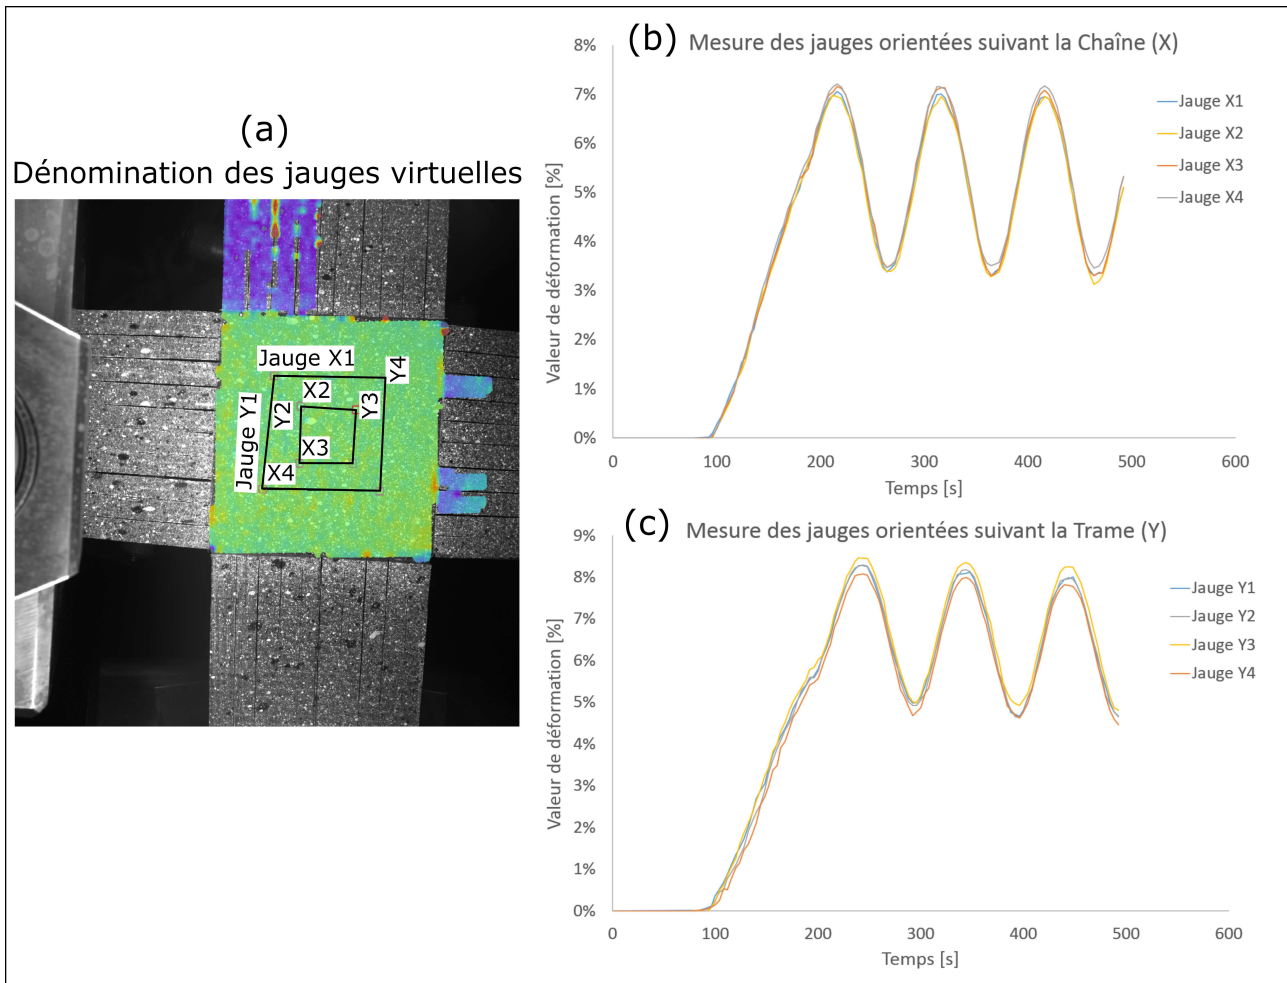 (a)
Dénomination des jauges virtuelles
Jauge X1
X2
X3
X4
Jauge Y1
Y2
Y3
Y4
(b) Mesure des jauges orientées suivant la Chaîne (X)
Valeur de déformation [%]
8%
7%
6%
5%
4%
3%
2%
1%
0%
0 100 200 300 400 500 600
Temps [s]
Jauge X1
Jauge X2
Jauge X3
Jauge X4
(c) Mesure des jauges orientées suivant la Trame (Y)
Valeur de déformation [%]
9%
8%
7%
6%
5%
4%
3%
2%
1%
0%
0 100 200 300 400 500 600
Temps [s]
Jauge Y1
Jauge Y2
Jauge Y3
Jauge Y4